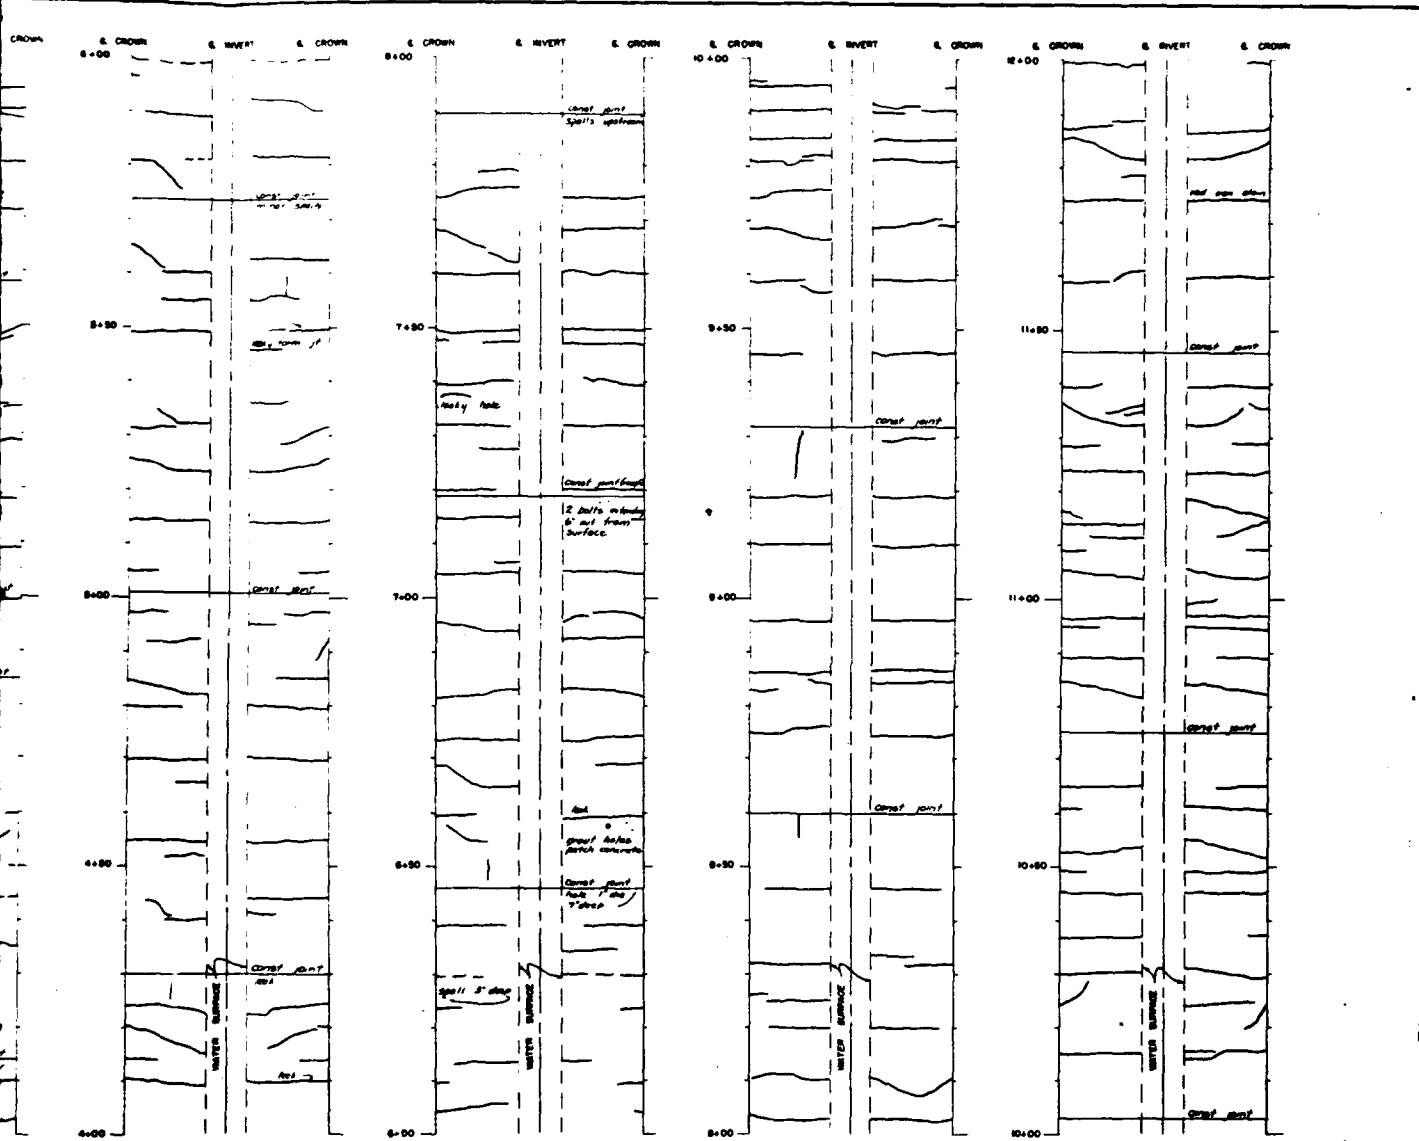 CROWN
℄ CROWN ℄ INVERT ℄ CROWN
6+00
const joint
minor spalls
5+50
const joint
5+00
4+50
const joint
leak
WATER SURFACE
leak
4+00
℄ CROWN ℄ INVERT ℄ CROWN
8+00
const joint
spalls upstream
7+50
leaky hole
const joint
2 bolts extending
6" out from
surface
7+00
leak
grout holes
patch concrete
6+50
const joint
hole 1" dia
7" deep
spall 5" deep
WATER SURFACE
6+00
℄ CROWN ℄ INVERT ℄ CROWN
10+00
9+50
const joint
9+00
const joint
8+50
WATER SURFACE
8+00
℄ CROWN ℄ INVERT ℄ CROWN
12+00
11+50
const joint
11+00
const joint
10+50
WATER SURFACE
const joint
10+00